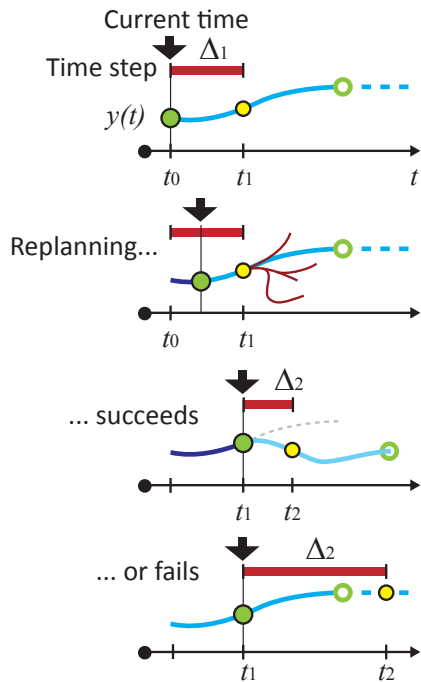 Current time
Δ1
Time step
y(t)
t0 t1 t
Replanning...
t0 t1
Δ2
... succeeds
t1 t2
Δ2
... or fails
t1 t2